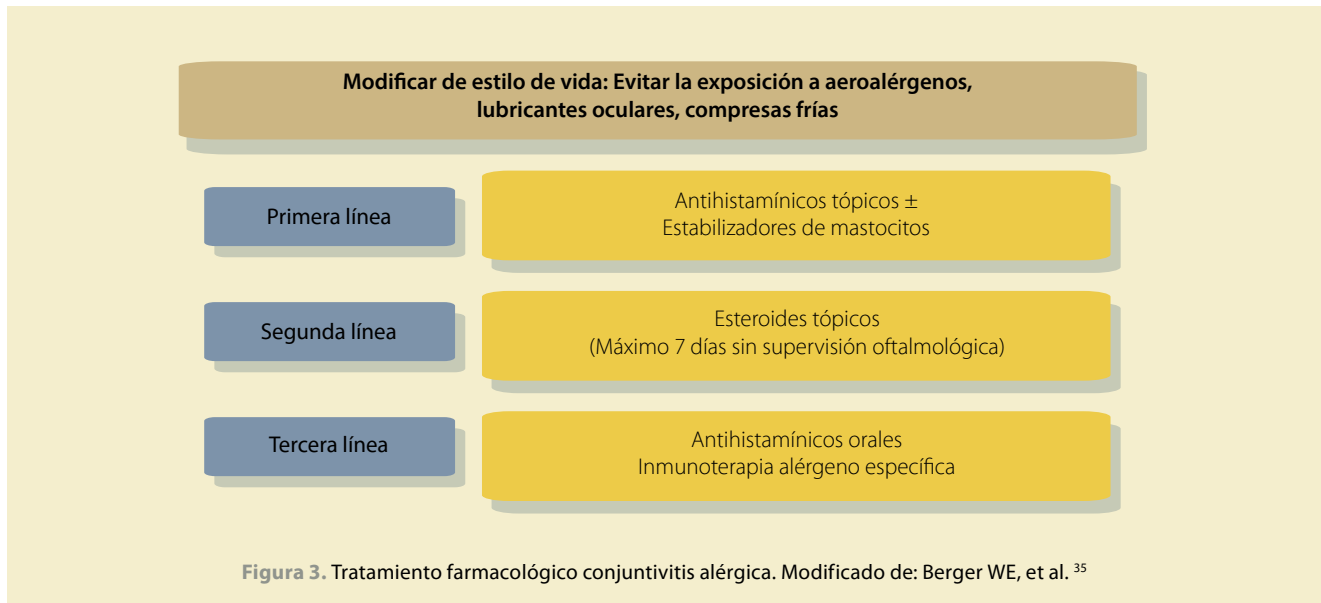 Modificar de estilo de vida: Evitar la exposición a aeroalérgenos,
lubricantes oculares, compresas frías
Primera línea
Antihistamínicos tópicos ±
Estabilizadores de mastocitos
Segunda línea
Esteroides tópicos
(Máximo 7 días sin supervisión oftalmológica)
Tercera línea
Antihistamínicos orales
Inmunoterapia alérgeno específica
Figura 3. Tratamiento farmacológico conjuntivitis alérgica. Modificado de: Berger WE, et al. 35